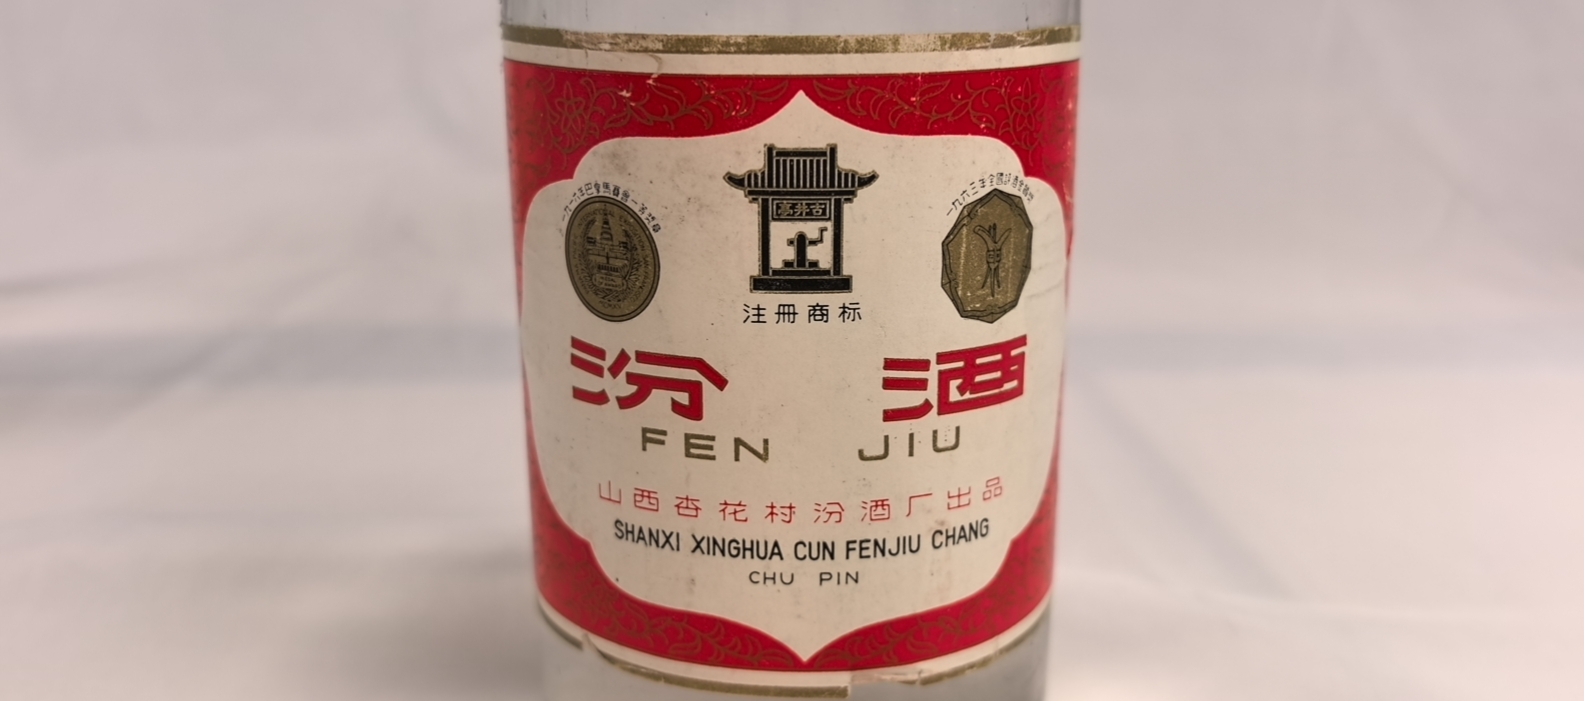 古井亭
注冊商标
汾酒
FEN JIU
山西杏花村汾酒厂出品
SHANXI XINGHUA CUN FENJIU CHANG
CHU PIN